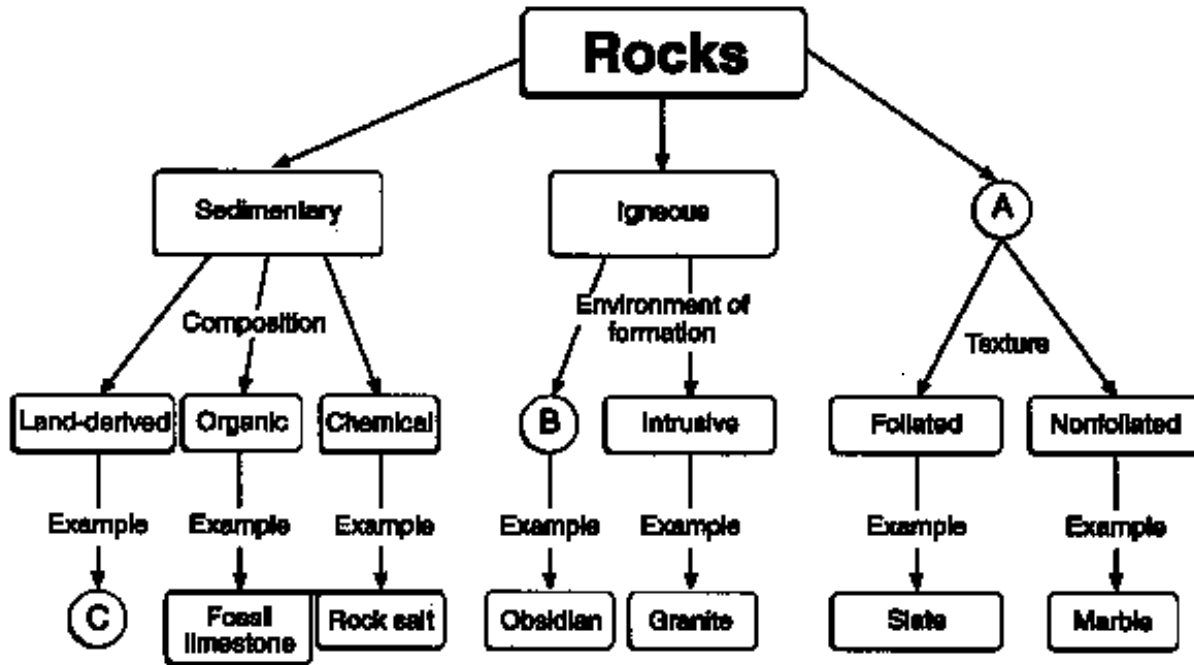 Rocks
Sedimentary
Igneous
A
Composition
Environment of
formation
Texture
Land-derived
Organic
Chemical
B
Intrusive
Foliated
Nonfoliated
Example
Example
Example
Example
Example
Example
Example
C
Fossil
limestone
Rock salt
Obsidian
Granite
Slate
Marble